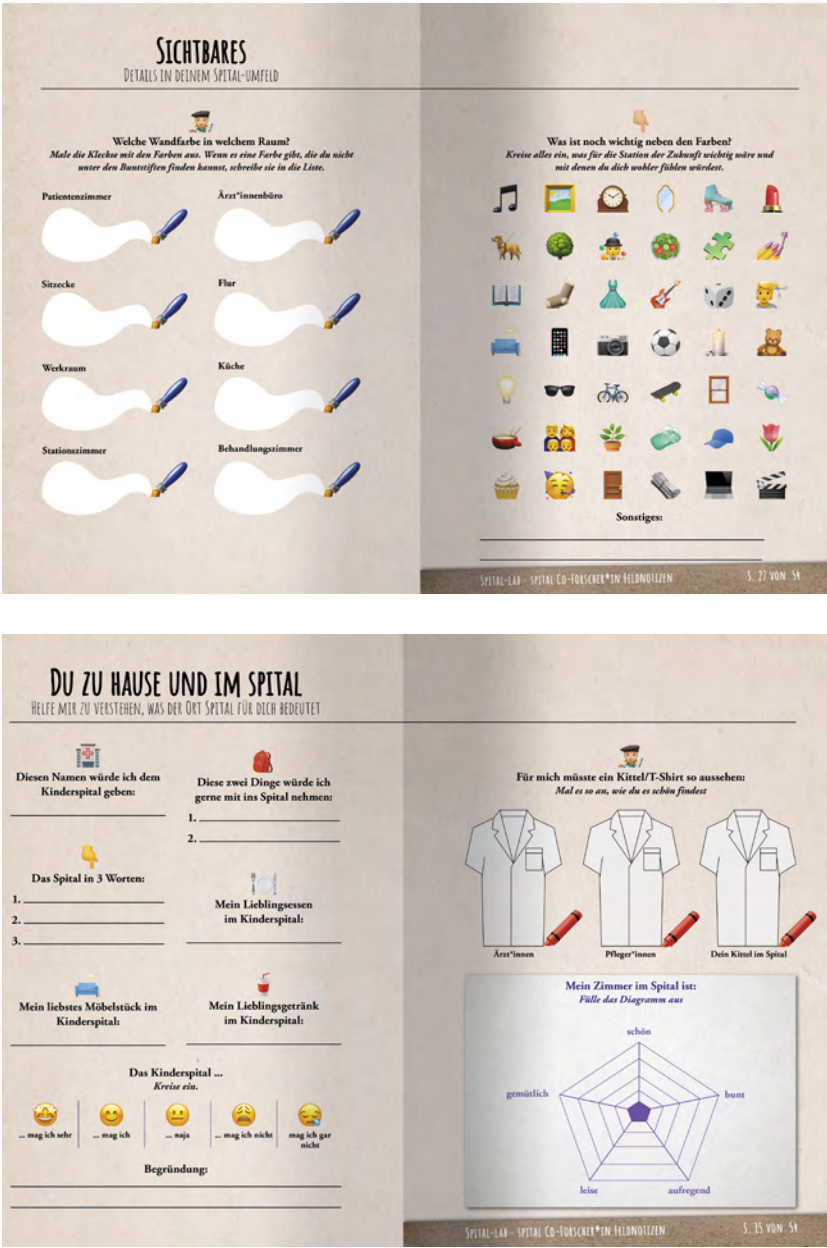 SICHTBARES
DETAILS IN DEINEM SPITAL-UMFELD
Welche Wandfarbe in welchem Raum?
Male die Kleckse mit den Farben aus. Wenn es eine Farbe gibt, die du nicht
unter den Buntstiften finden kannst, schreibe sie in die Liste.
Patientenzimmer
Ärzt*innenbüro
Sitzecke
Flur
Werkraum
Küche
Stationszimmer
Behandlungszimmer
Was ist noch wichtig neben den Farben?
Kreise alles ein, was für die Station der Zukunft wichtig wäre und
mit denen du dich wohler fühlen würdest.
Sonstiges:
SPITAL-LAB - SPITAL CO-FORSCHER*IN FELDNOTIZEN
S. 27 VON 54
DU ZU HAUSE UND IM SPITAL
HELFE MIR ZU VERSTEHEN, WAS DER ORT SPITAL FÜR DICH BEDEUTET
Diesen Namen würde ich dem
Kinderspital geben:
Diese zwei Dinge würde ich
gerne mit ins Spital nehmen:
1.
2.
Das Spital in 3 Worten:
1.
2.
3.
Mein Lieblingsessen
im Kinderspital:
Mein liebstes Möbelstück im
Kinderspital:
Mein Lieblingsgetränk
im Kinderspital:
Das Kinderspital ...
Kreise ein.
... mag ich sehr
... mag ich
... naja
... mag ich nicht
mag ich gar
nicht
Begründung:
Für mich müsste ein Kittel/T-Shirt so aussehen:
Mal es so an, wie du es schön findest
Ärzt*innen
Pfleger*innen
Dein Kittel im Spital
Mein Zimmer im Spital ist:
Fülle das Diagramm aus
schön
gemütlich
bunt
leise
aufregend
SPITAL-LAB - SPITAL CO-FORSCHER*IN FELDNOTIZEN
S. 15 VON 54